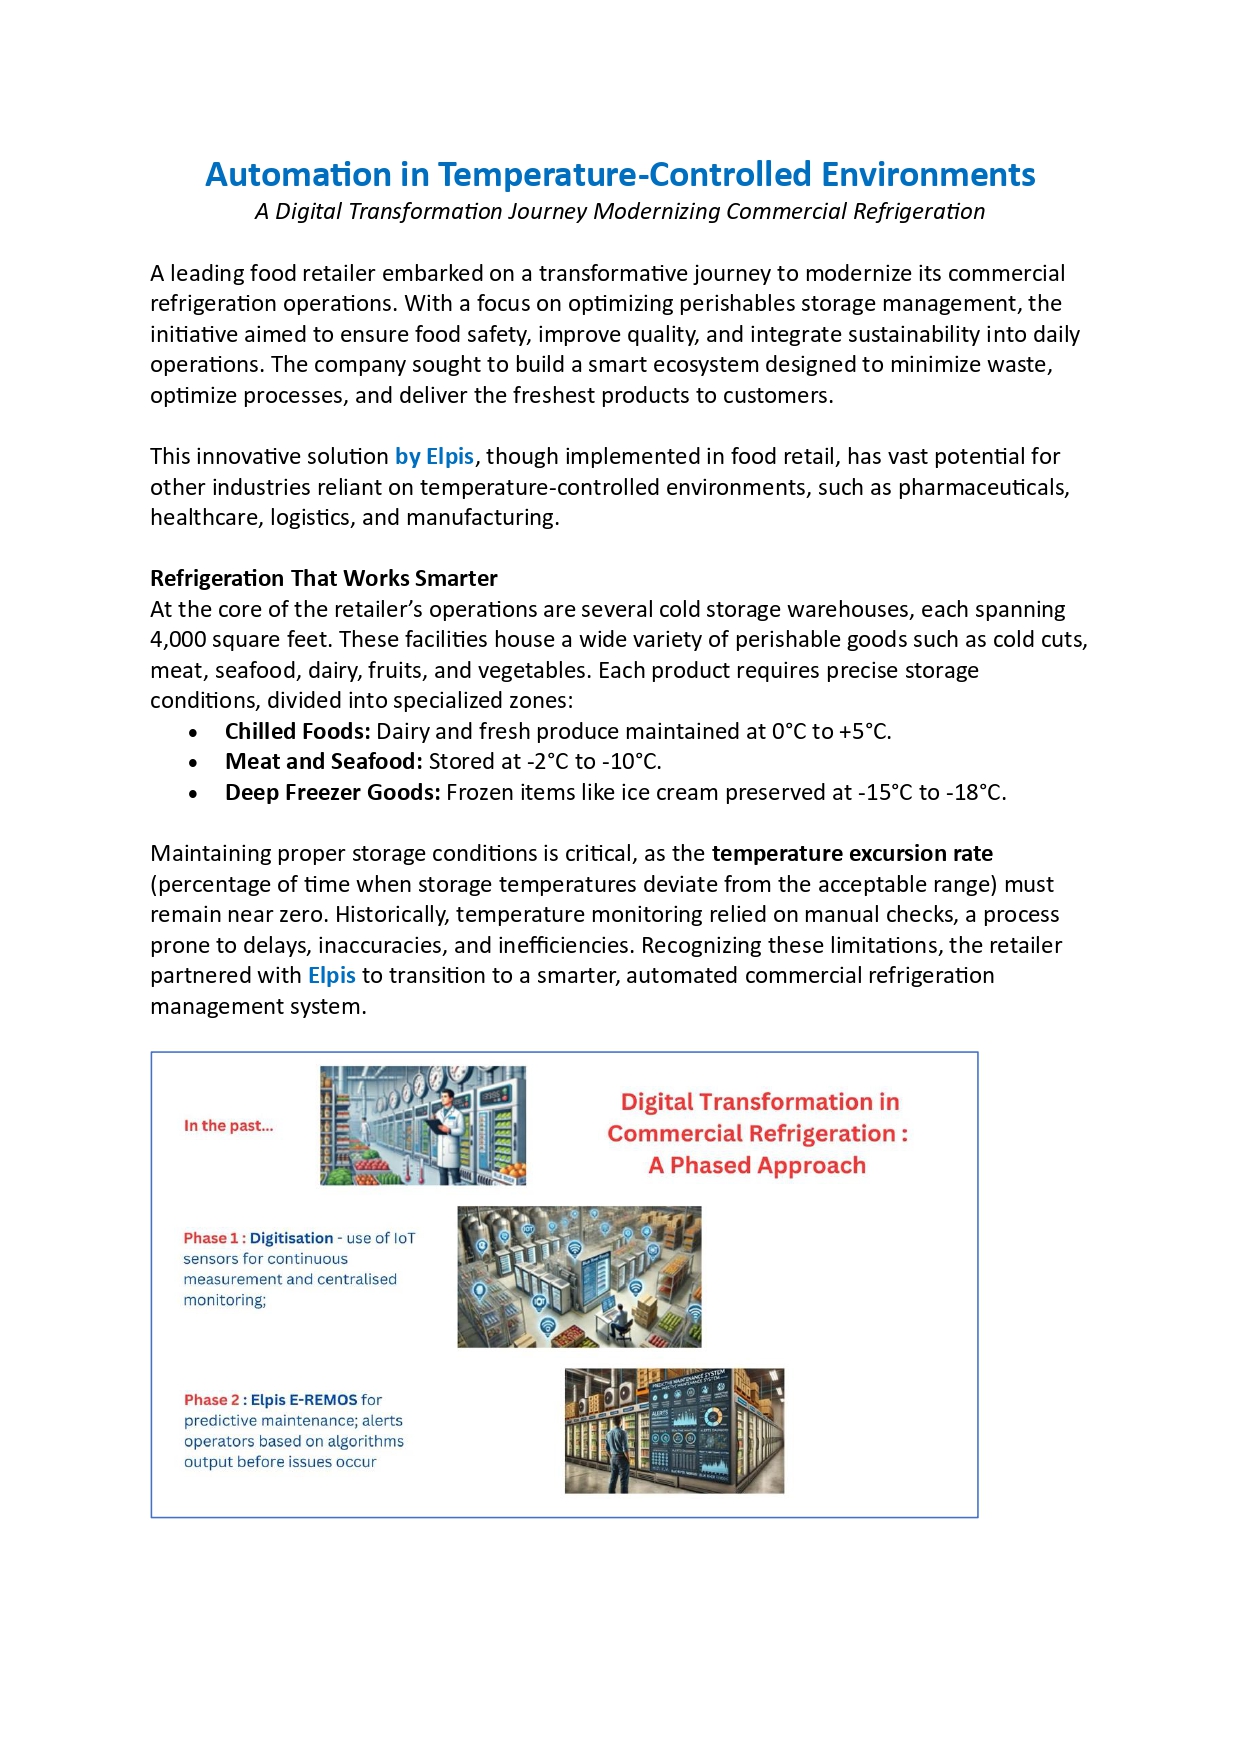 Automation in Temperature-Controlled Environments
A Digital Transformation Journey Modernizing Commercial Refrigeration
A leading food retailer embarked on a transformative journey to modernize its commercial
refrigeration operations. With a focus on optimizing perishables storage management, the
initiative aimed to ensure food safety, improve quality, and integrate sustainability into daily
operations. The company sought to build a smart ecosystem designed to minimize waste,
optimize processes, and deliver the freshest products to customers.
This innovative solution by Elpis, though implemented in food retail, has vast potential for
other industries reliant on temperature-controlled environments, such as pharmaceuticals,
healthcare, logistics, and manufacturing.
Refrigeration That Works Smarter
At the core of the retailer’s operations are several cold storage warehouses, each spanning
4,000 square feet. These facilities house a wide variety of perishable goods such as cold cuts,
meat, seafood, dairy, fruits, and vegetables. Each product requires precise storage
conditions, divided into specialized zones:
• Chilled Foods: Dairy and fresh produce maintained at 0°C to +5°C.
• Meat and Seafood: Stored at -2°C to -10°C.
• Deep Freezer Goods: Frozen items like ice cream preserved at -15°C to -18°C.
Maintaining proper storage conditions is critical, as the temperature excursion rate
(percentage of time when storage temperatures deviate from the acceptable range) must
remain near zero. Historically, temperature monitoring relied on manual checks, a process
prone to delays, inaccuracies, and inefficiencies. Recognizing these limitations, the retailer
partnered with Elpis to transition to a smarter, automated commercial refrigeration
management system.
In the past...
Digital Transformation in
Commercial Refrigeration :
A Phased Approach
Phase 1 : Digitisation - use of IoT
sensors for continuous
measurement and centralised
monitoring;
IOT
IOT
Phase 2 : Elpis E-REMOS for
predictive maintenance; alerts
operators based on algorithms
output before issues occur
PREDICTIVE MAINTENANCE SYSTEM
ALERTS